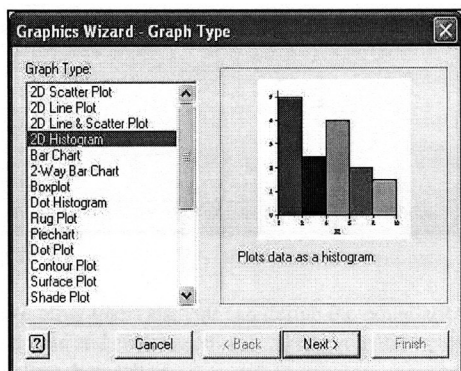 Graphics Wizard - Graph Type
Graph Type:
2D Scatter Plot
2D Line Plot
2D Line & Scatter Plot
2D Histogram
Bar Chart
2-Way Bar Chart
Boxplot
Dot Histogram
Rug Plot
Piechart
Dot Plot
Contour Plot
Surface Plot
Shade Plot
Plots data as a histogram.
?
Cancel
< Back
Next >
Finish